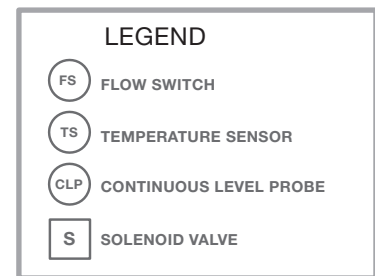 LEGEND
FS FLOW SWITCH
TS TEMPERATURE SENSOR
CLP CONTINUOUS LEVEL PROBE
S SOLENOID VALVE